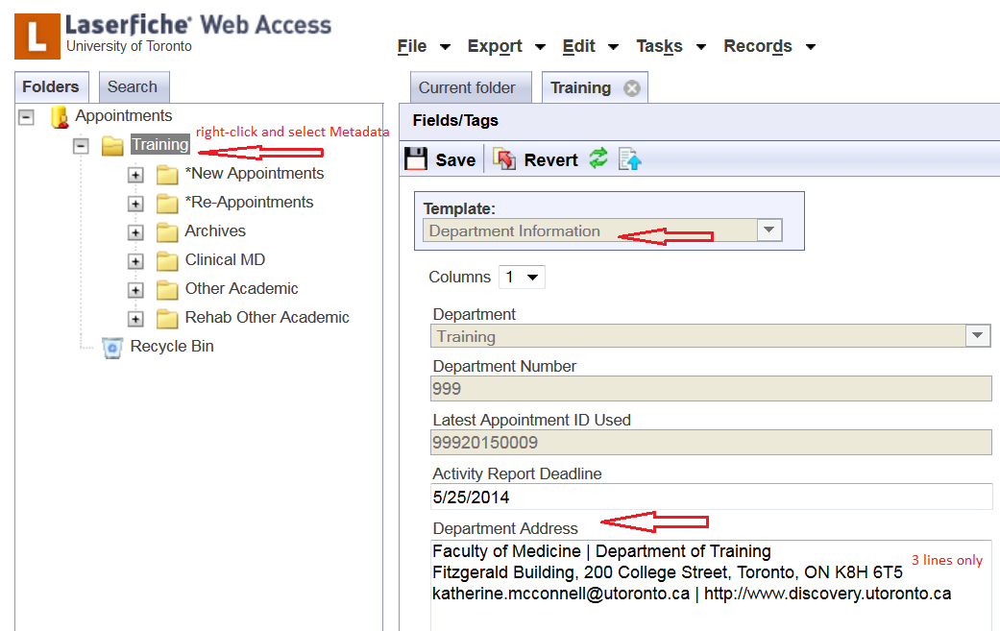 Laserfiche® Web Access
University of Toronto
File Export Edit Tasks Records
Folders Search
Current folder Training
Appointments
right-click and select Metadata
Training
*New Appointments
*Re-Appointments
Archives
Clinical MD
Other Academic
Rehab Other Academic
Recycle Bin
Fields/Tags
Save Revert
Template:
Department Information
Columns 1
Department
Training
Department Number
999
Latest Appointment ID Used
99920150009
Activity Report Deadline
5/25/2014
Department Address
Faculty of Medicine | Department of Training
Fitzgerald Building, 200 College Street, Toronto, ON K8H 6T5
katherine.mcconnell@utoronto.ca | http://www.discovery.utoronto.ca
3 lines only